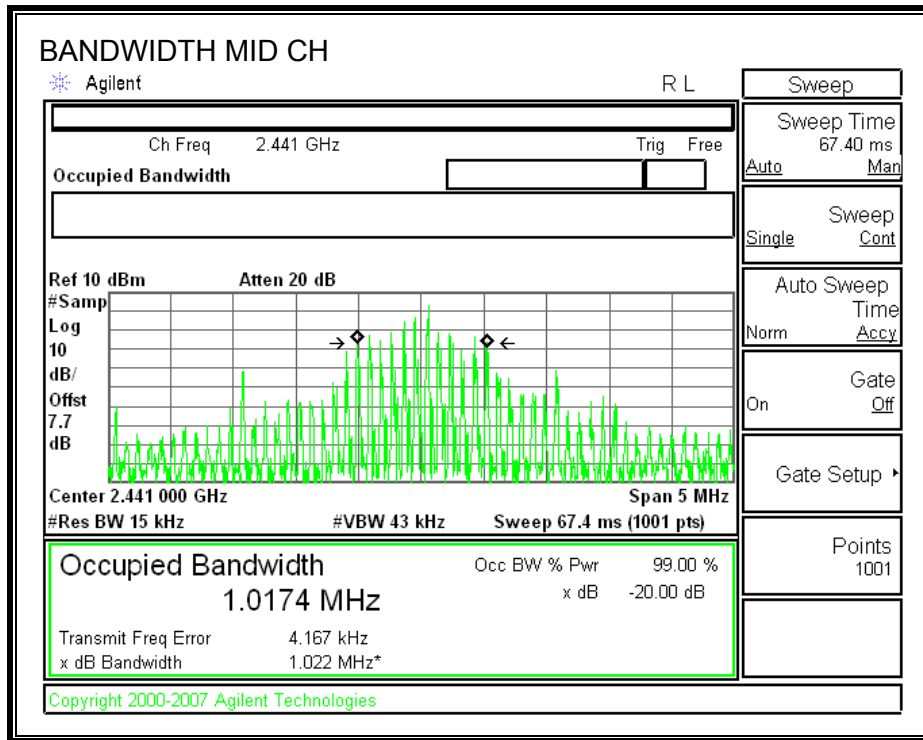 BANDWIDTH MID CH
Agilent R L
Ch Freq 2.441 GHz Trig Free
Occupied Bandwidth
Ref 10 dBm Atten 20 dB
#Samp
Log
10
dB/
Offst
7.7
dB
Center 2.441 000 GHz Span 5 MHz
#Res BW 15 kHz #VBW 43 kHz Sweep 67.4 ms (1001 pts)
Occupied Bandwidth Occ BW % Pwr 99.00 %
1.0174 MHz x dB -20.00 dB
Transmit Freq Error 4.167 kHz
x dB Bandwidth 1.022 MHz*
Copyright 2000-2007 Agilent Technologies
Sweep
Sweep Time
67.40 ms
Auto Man
Sweep
Single Cont
Auto Sweep
Time
Norm Accy
Gate
On Off
Gate Setup
Points
1001